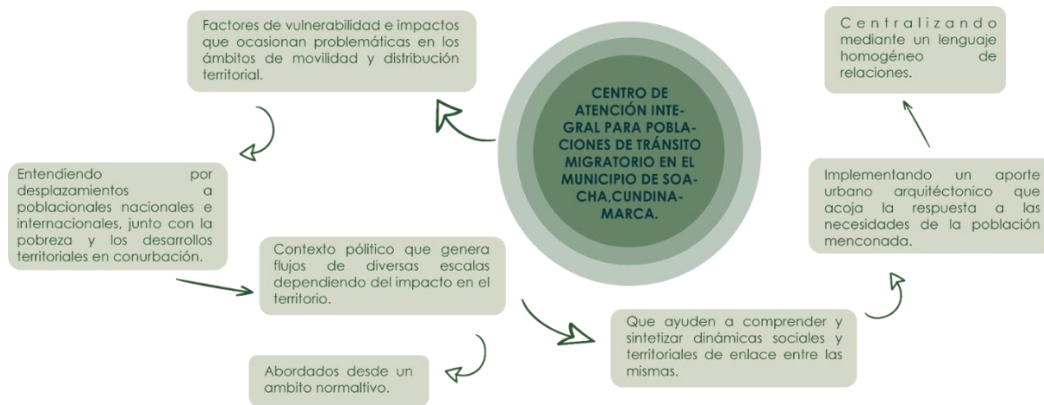 Factores de vulnerabilidad e impactos
que ocasionan problemáticas en los
ámbitos de movilidad y distribución
territorial.
CENTRO DE
ATENCIÓN INTE-
GRAL PARA POBLA-
CIONES DE TRÁNSITO
MIGRATORIO EN EL
MUNICIPIO DE SOA-
CHA,CUNDINA-
MARCA.
Centralizando
mediante un lenguaje
homogéneo de
relaciones.
Entendiendo por
desplazamientos a
poblacionales nacionales e
internacionales, junto con la
pobreza y los desarrollos
territoriales en conurbación.
Contexto pólitico que genera
flujos de diversas escalas
dependiendo del impacto en el
territorio.
Abordados desde un
ambito normaltivo.
Que ayuden a comprender y
sintetizar dinámicas sociales y
territoriales de enlace entre las
mismas.
Implementando un aporte
urbano arquitéctonico que
acoja la respuesta a las
necesidades de la población
menconada.